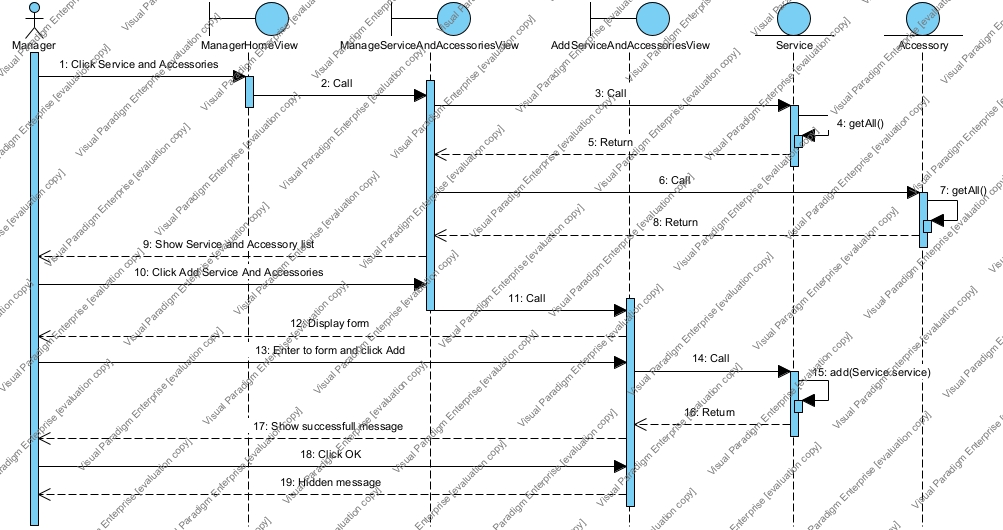 Manager
ManagerHomeView
ManageServiceAndAccessoriesView
AddServiceAndAccessoriesView
Service
Accessory
1: Click Service and Accessories
2: Call
3: Call
4: getAll()
5: Return
6: Call
7: getAll()
8: Return
9: Show Service and Accessory list
10: Click Add Service And Accessories
11: Call
12: Display form
13: Enter to form and click Add
14: Call
15: add(Service:service)
16: Return
17: Show successfull message
18: Click OK
19: Hidden message
Visual Paradigm Enterprise [evaluation copy]